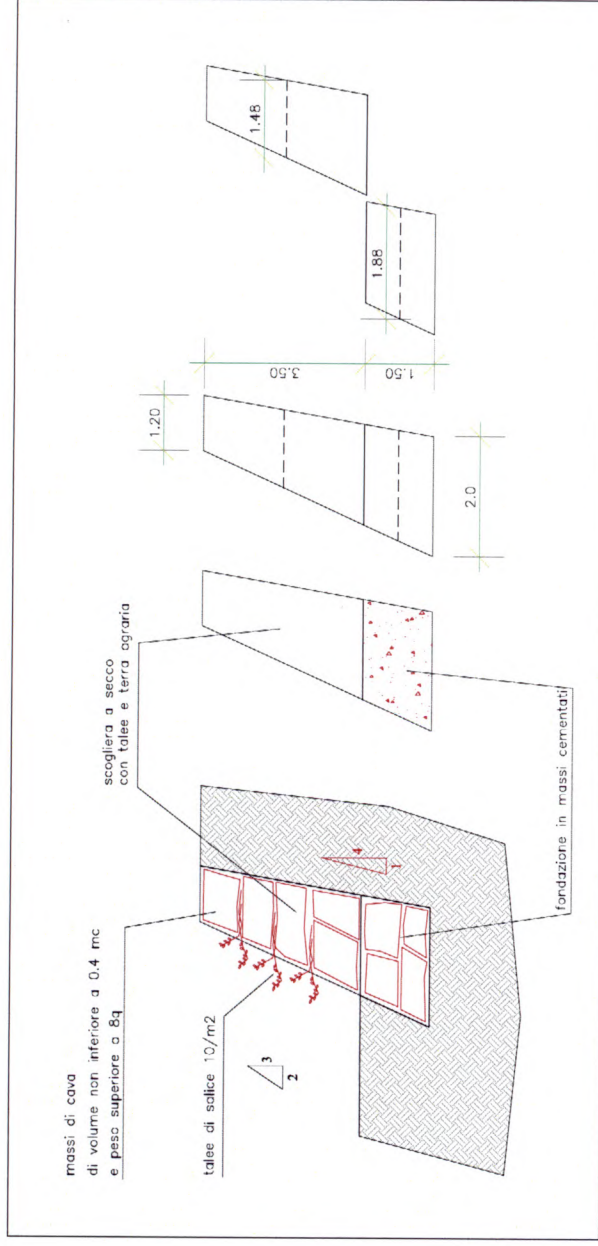 massi di cava
di volume non inferiore a 0.4 mc
e peso superiore a 8q
talee di salice 10/m2
3
2
scogliera a secco
con talee e terra agraria
4
1
fondazione in massi cementati
1.20
2.0
3.50
1.50
1.88
1.48